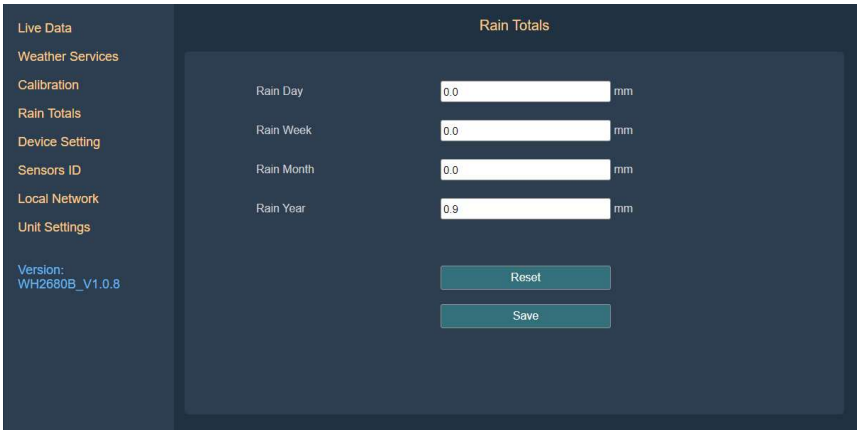 Live Data
Weather Services
Calibration
Rain Totals
Device Setting
Sensors ID
Local Network
Unit Settings
Version:
WH2680B_V1.0.8
Rain Totals
Rain Day 0.0 mm
Rain Week 0.0 mm
Rain Month 0.0 mm
Rain Year 0.9 mm
Reset
Save